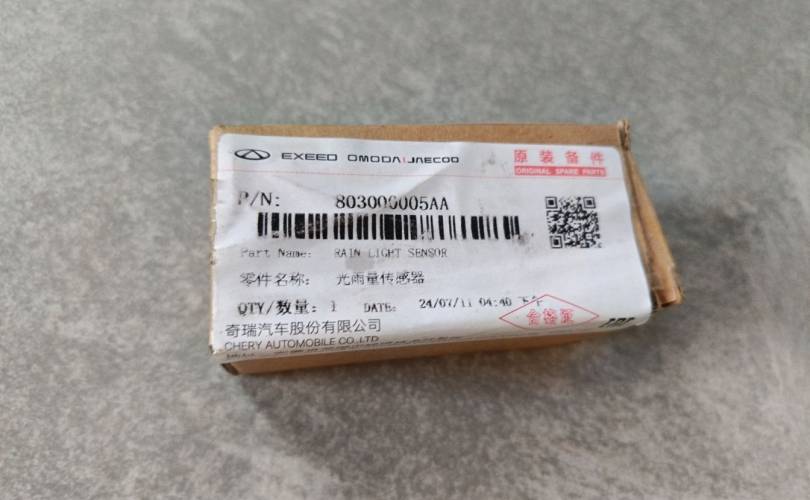 EXEED OMODA|JAECOO
原装备件
ORIGINAL SPARE PARTS
P/N: 803000005AA
Part Name: RAIN LIGHT SENSOR
零件名称: 光雨量传感器
QTY/数量: 1 DATE: 24/07/11 04:40 下午
合格证
奇瑞汽车股份有限公司
CHERY AUTOMOBILE CO.,LTD